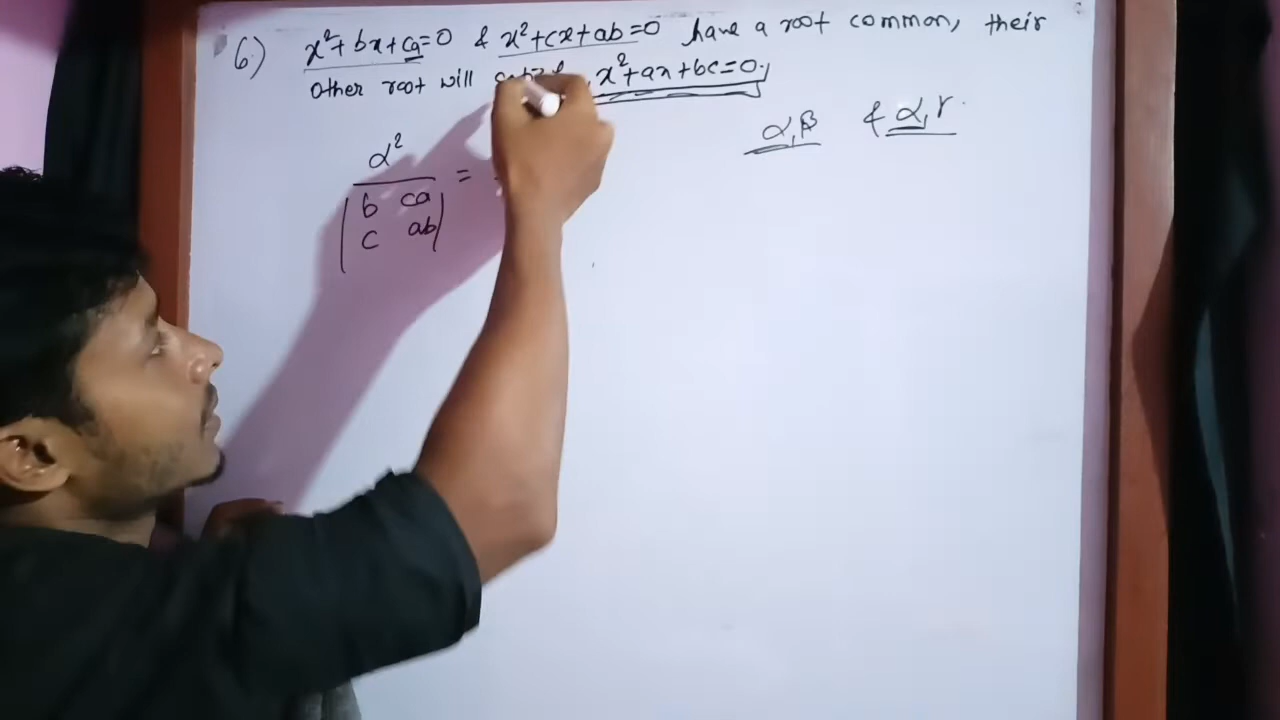 6) x²+bx+ca=0 & x²+cx+ab=0 have a root common, their
other root will x²+ax+bc=0.
α,β & α,γ.
α²
=
b ca
c ab